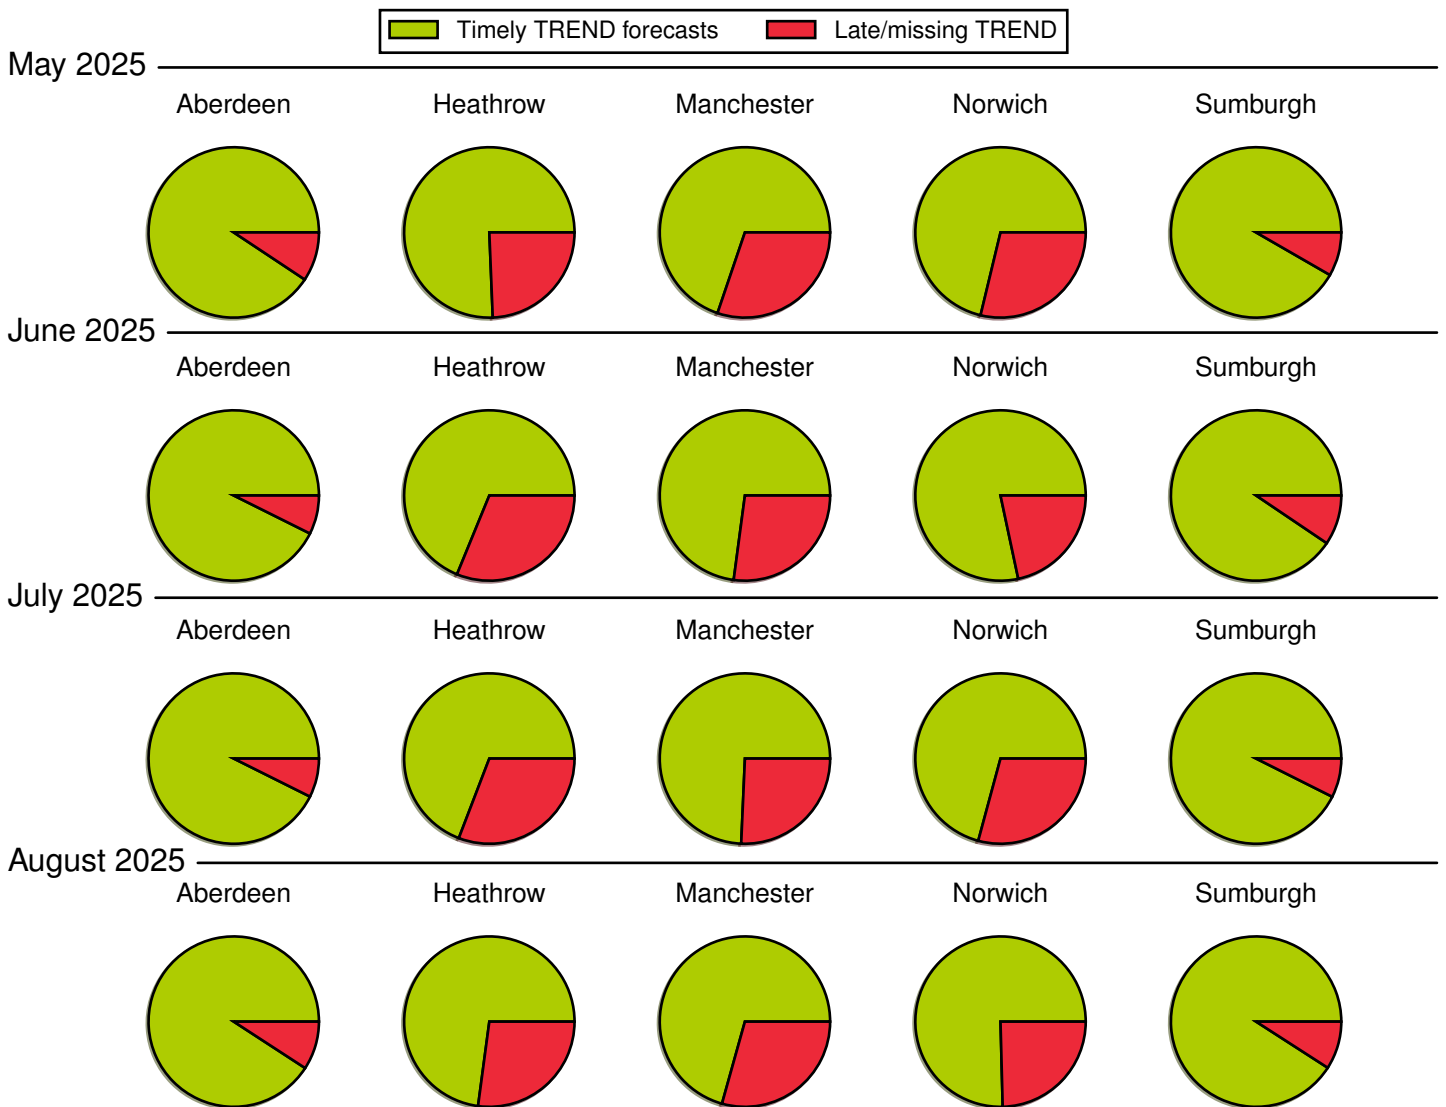 Timely TREND forecasts Late/missing TREND
May 2025
Aberdeen Heathrow Manchester Norwich Sumburgh
June 2025
Aberdeen Heathrow Manchester Norwich Sumburgh
July 2025
Aberdeen Heathrow Manchester Norwich Sumburgh
August 2025
Aberdeen Heathrow Manchester Norwich Sumburgh